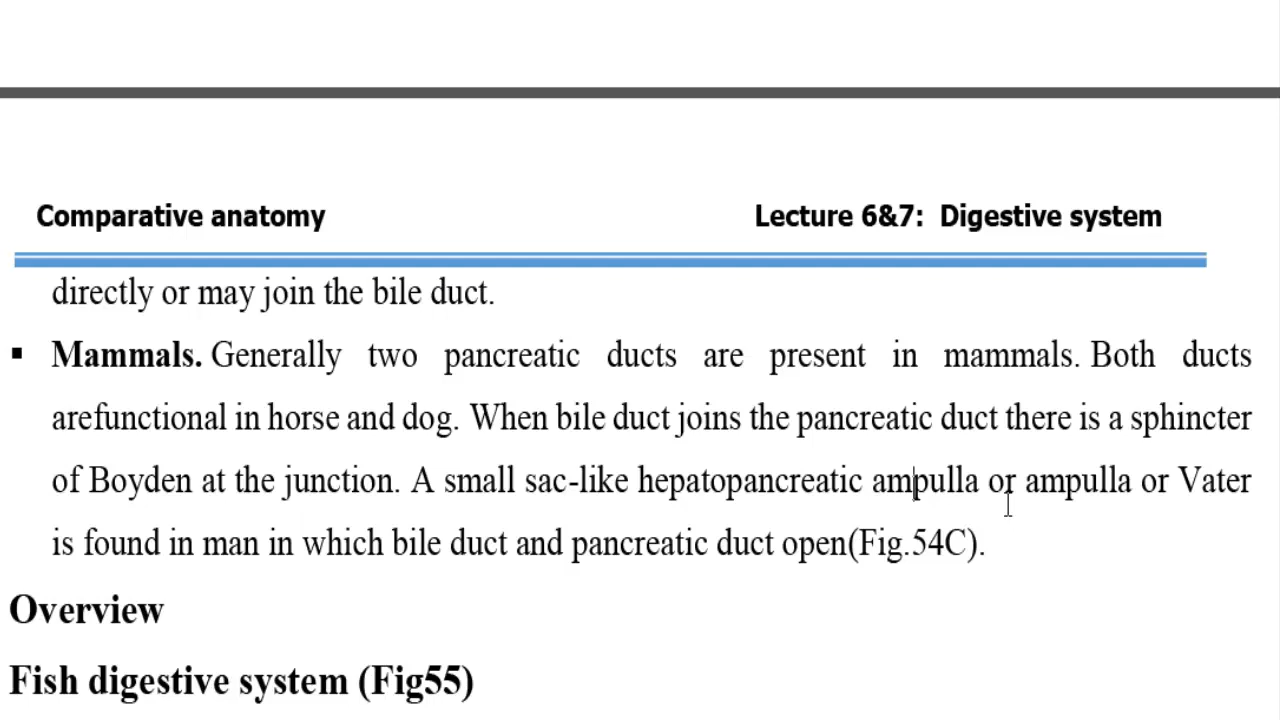 Comparative anatomy Lecture 6&7: Digestive system
directly or may join the bile duct.
▪ Mammals. Generally two pancreatic ducts are present in mammals. Both ducts
arefunctional in horse and dog. When bile duct joins the pancreatic duct there is a sphincter
of Boyden at the junction. A small sac-like hepatopancreatic ampulla or ampulla or Vater
is found in man in which bile duct and pancreatic duct open(Fig.54C).
Overview
Fish digestive system (Fig55)